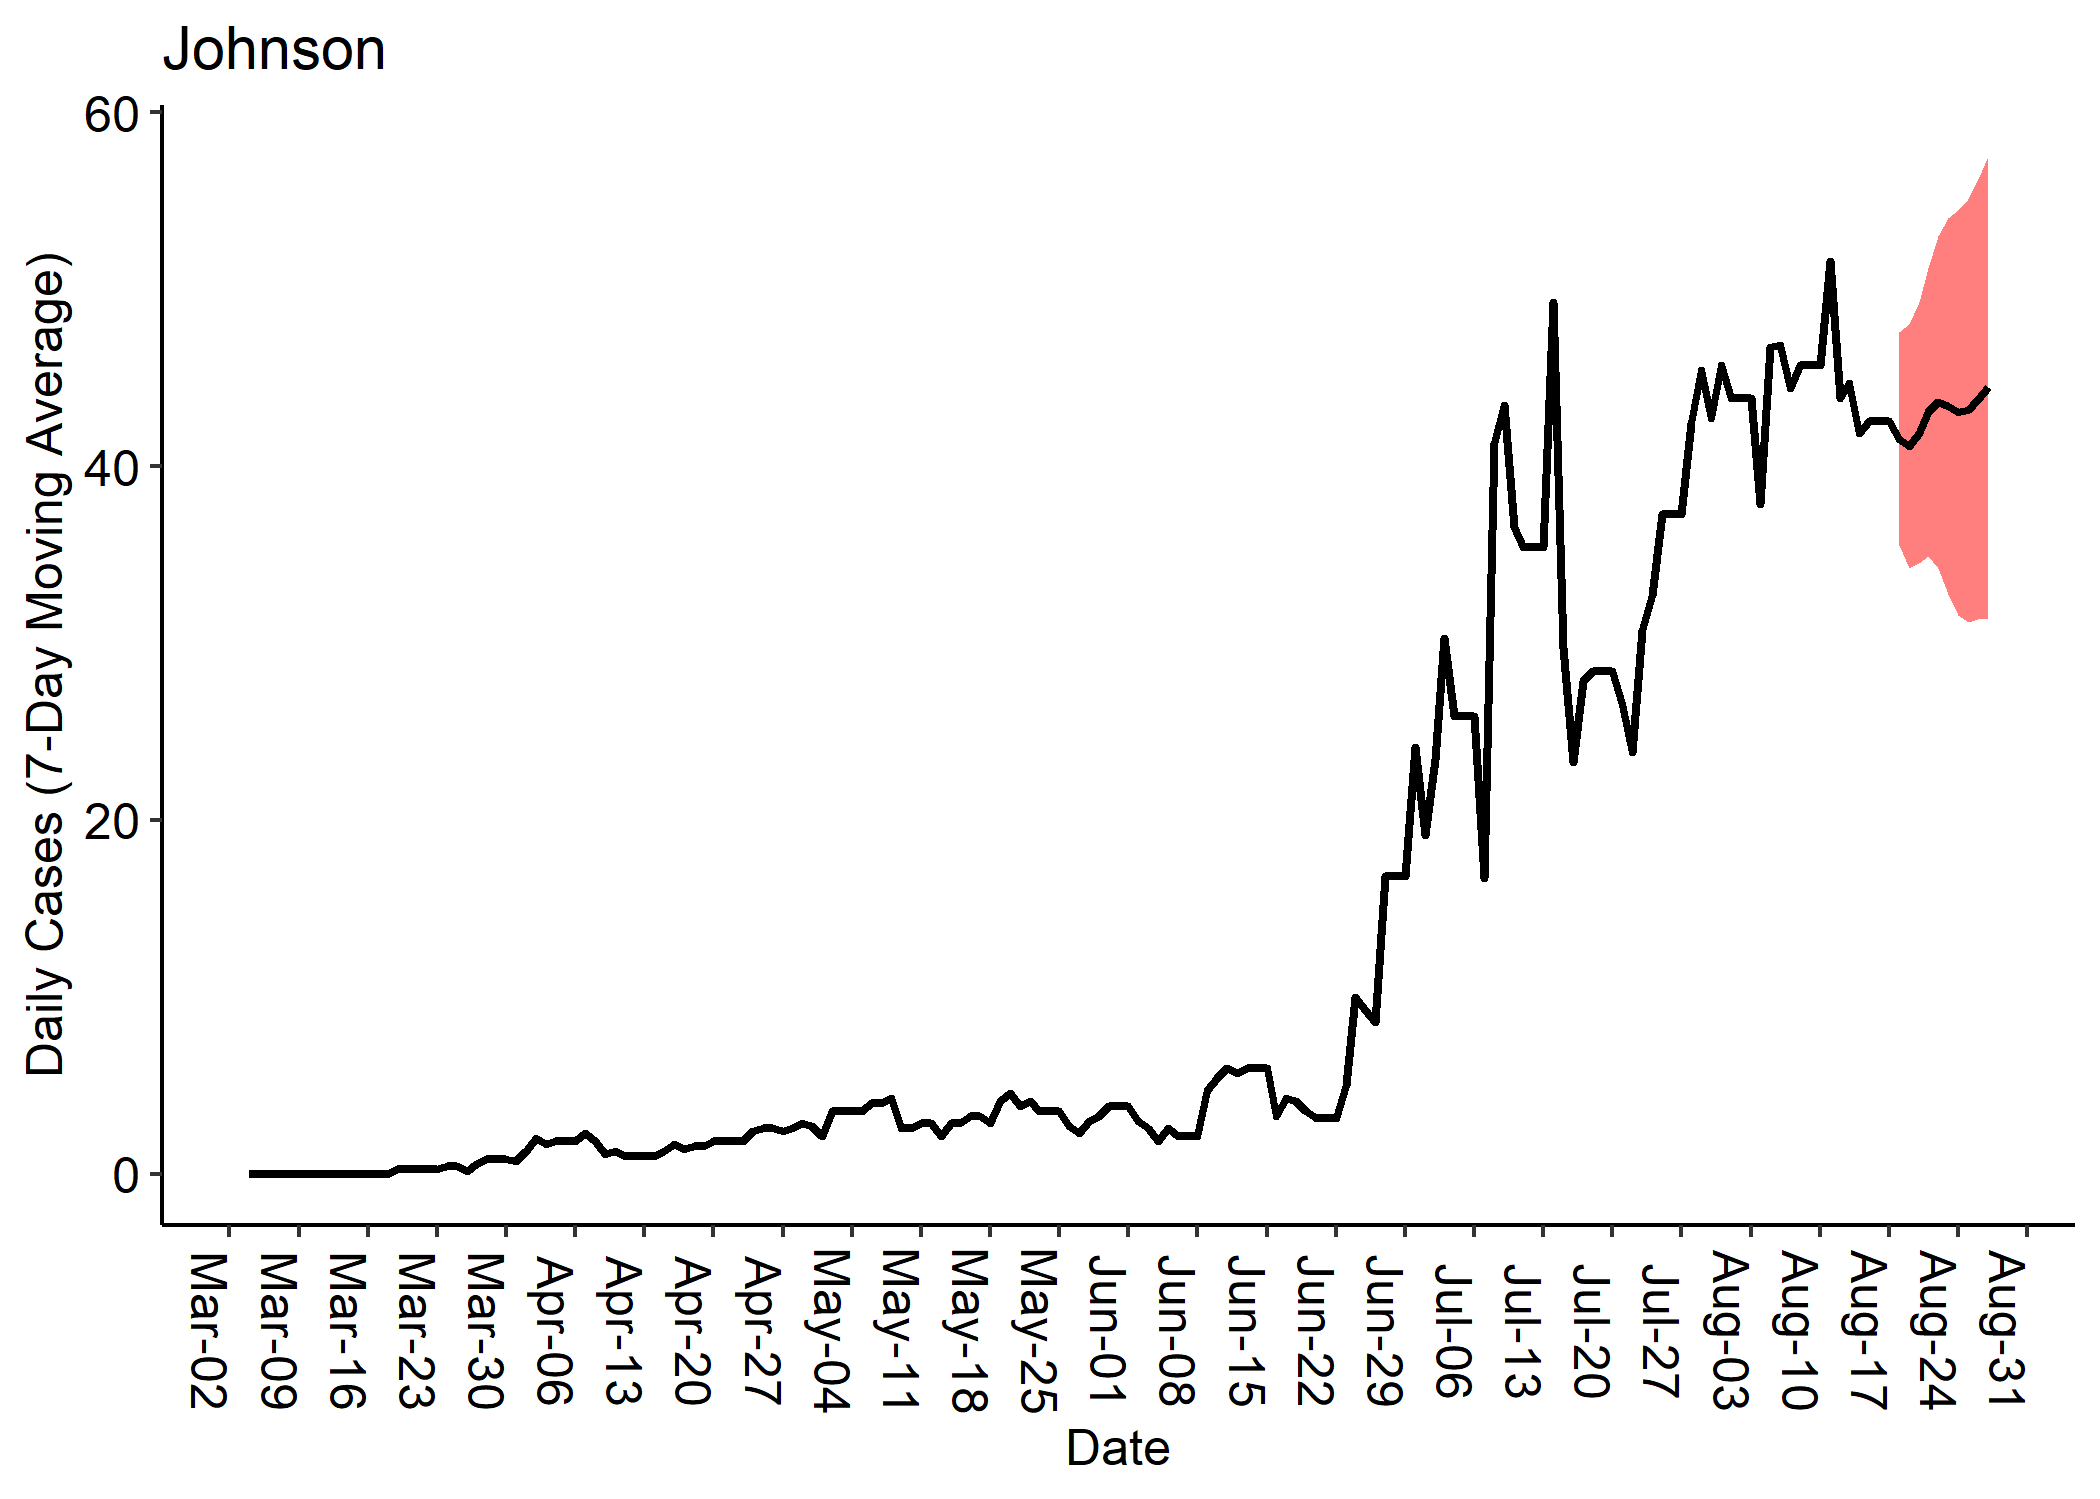 Johnson
Daily Cases (7-Day Moving Average)
60
40
20
0
Mar-02
Mar-09
Mar-16
Mar-23
Mar-30
Apr-06
Apr-13
Apr-20
Apr-27
May-04
May-11
May-18
May-25
Jun-01
Jun-08
Jun-15
Jun-22
Jun-29
Jul-06
Jul-13
Jul-20
Jul-27
Aug-03
Aug-10
Aug-17
Aug-24
Aug-31
Date